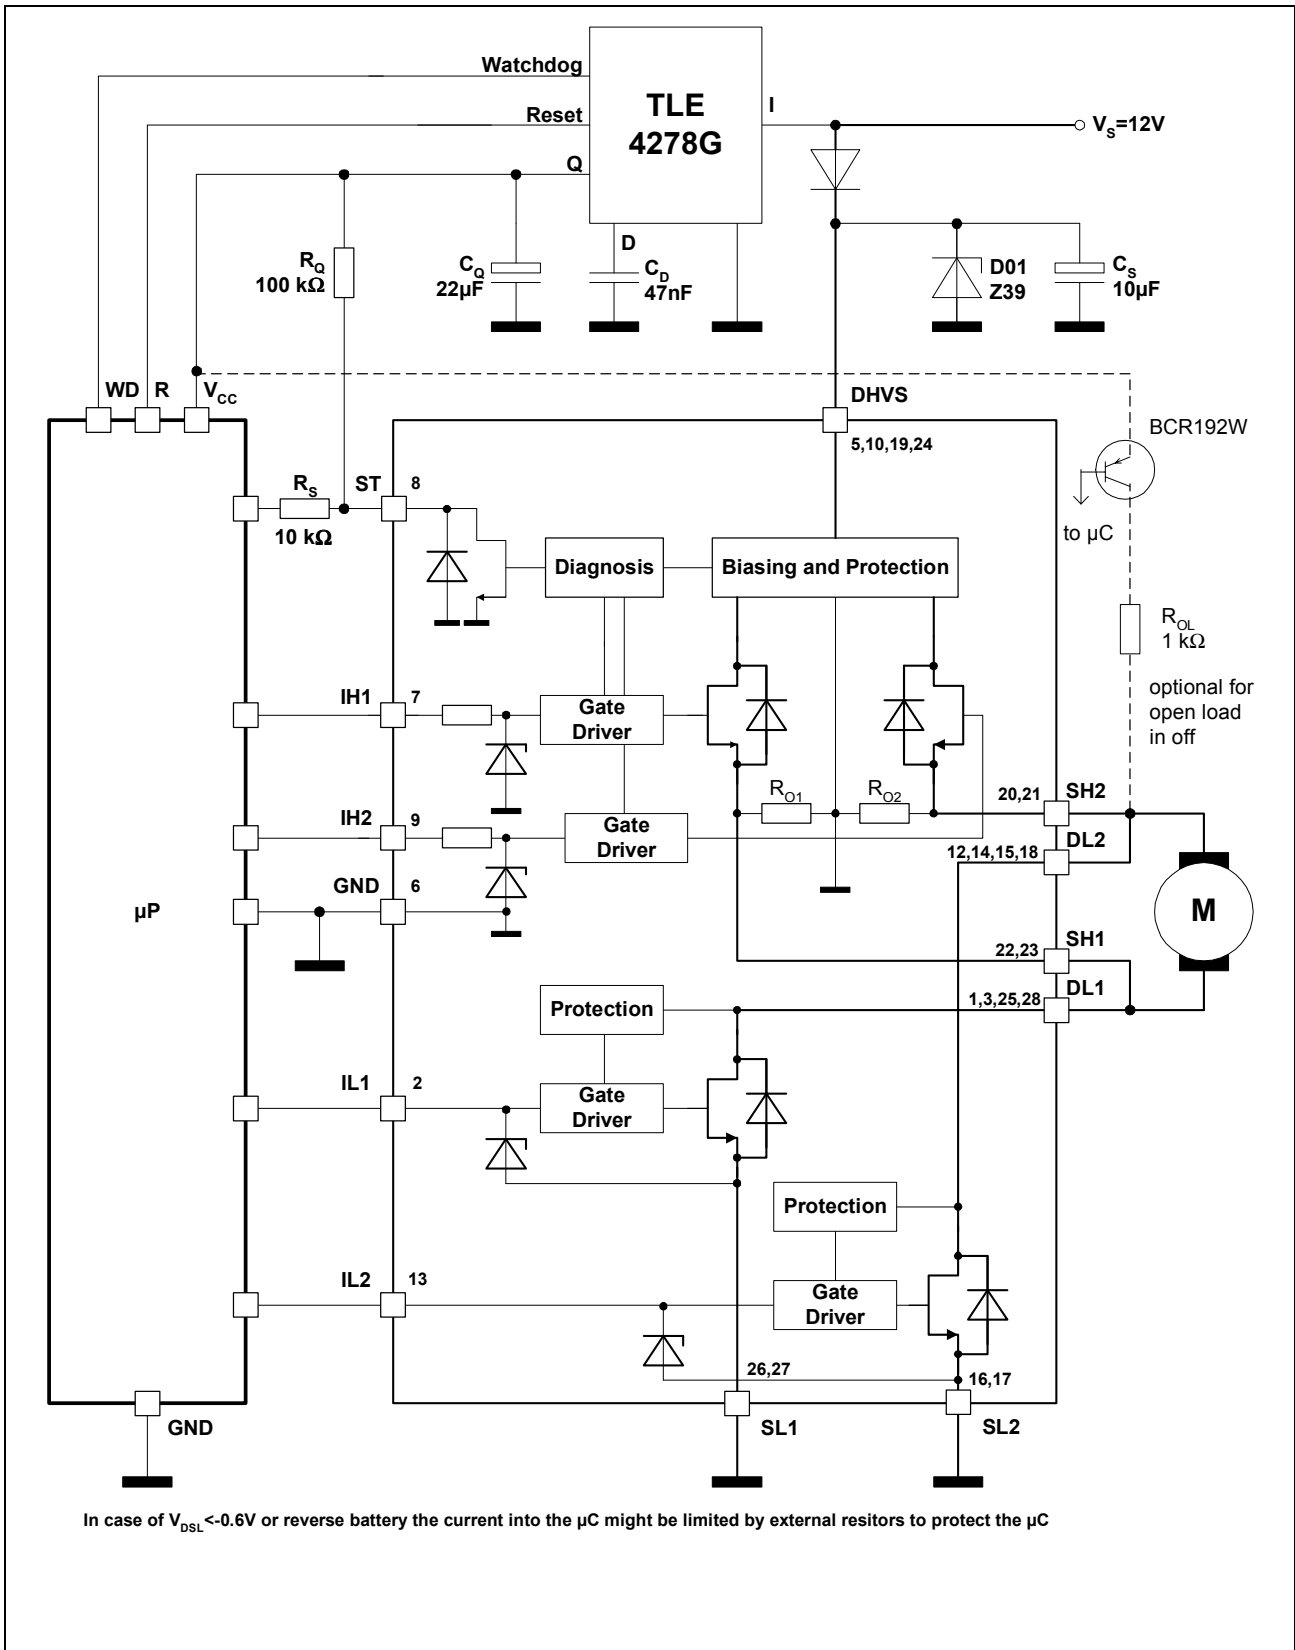 Watchdog
Reset
Q
TLE
4278G
I
V_S=12V
D
R_Q
100 kΩ
C_Q
22µF
C_D
47nF
D01
Z39
C_S
10µF
WD
R
V_CC
DHVS
5,10,19,24
BCR192W
to µC
R_S
10 kΩ
ST
8
Diagnosis
Biasing and Protection
R_OL
1 kΩ
optional for
open load
in off
IH1
7
Gate
Driver
R_O1
R_O2
20,21
SH2
IH2
9
Gate
Driver
12,14,15,18
DL2
GND
6
µP
M
SH1
22,23
DL1
1,3,25,28
Protection
IL1
2
Gate
Driver
Protection
IL2
13
Gate
Driver
26,27
16,17
GND
SL1
SL2
In case of V_DSL<-0.6V or reverse battery the current into the µC might be limited by external resitors to protect the µC